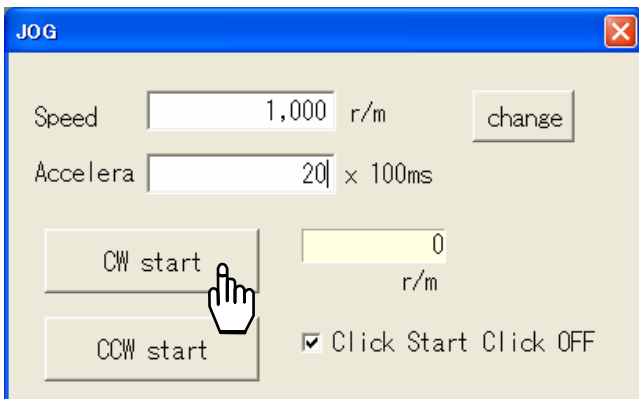 JOG
Speed 1,000 r/m change
Accelera 20 x 100ms
CW start 0
r/m
CCW start Click Start Click OFF